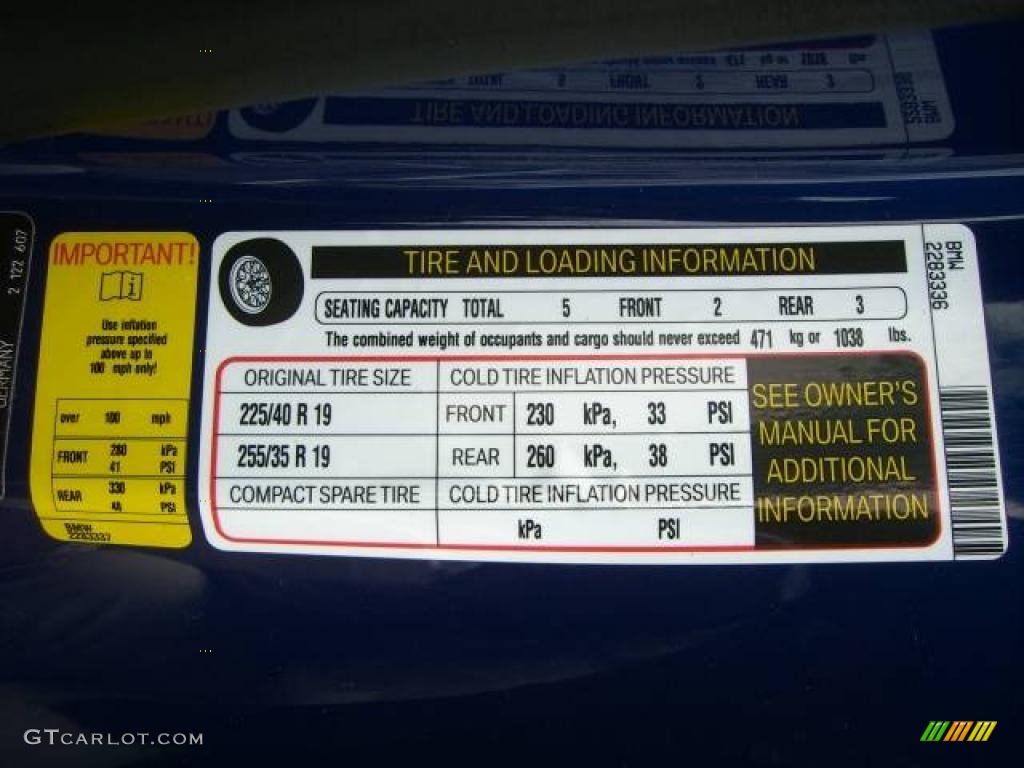 TIRE AND LOADING INFORMATION
SEATING CAPACITY TOTAL 5 FRONT 2 REAR 3
The combined weight of occupants and cargo should never exceed 471 kg or 1038 lbs.
ORIGINAL TIRE SIZE COLD TIRE INFLATION PRESSURE
225/40 R 19 FRONT 230 kPa, 33 PSI
255/35 R 19 REAR 260 kPa, 38 PSI
COMPACT SPARE TIRE COLD TIRE INFLATION PRESSURE
kPa PSI
SEE OWNER'S
MANUAL FOR
ADDITIONAL
INFORMATION
BMW
2283336
IMPORTANT!
i
Use inflation
pressure specified
above up to
100 mph only!
over 100 mph
FRONT 280 kPa
41 PSI
REAR 330 kPa
48 PSI
BMW
2283337
2 122 607
GERMANY
GTCARLOT.COM